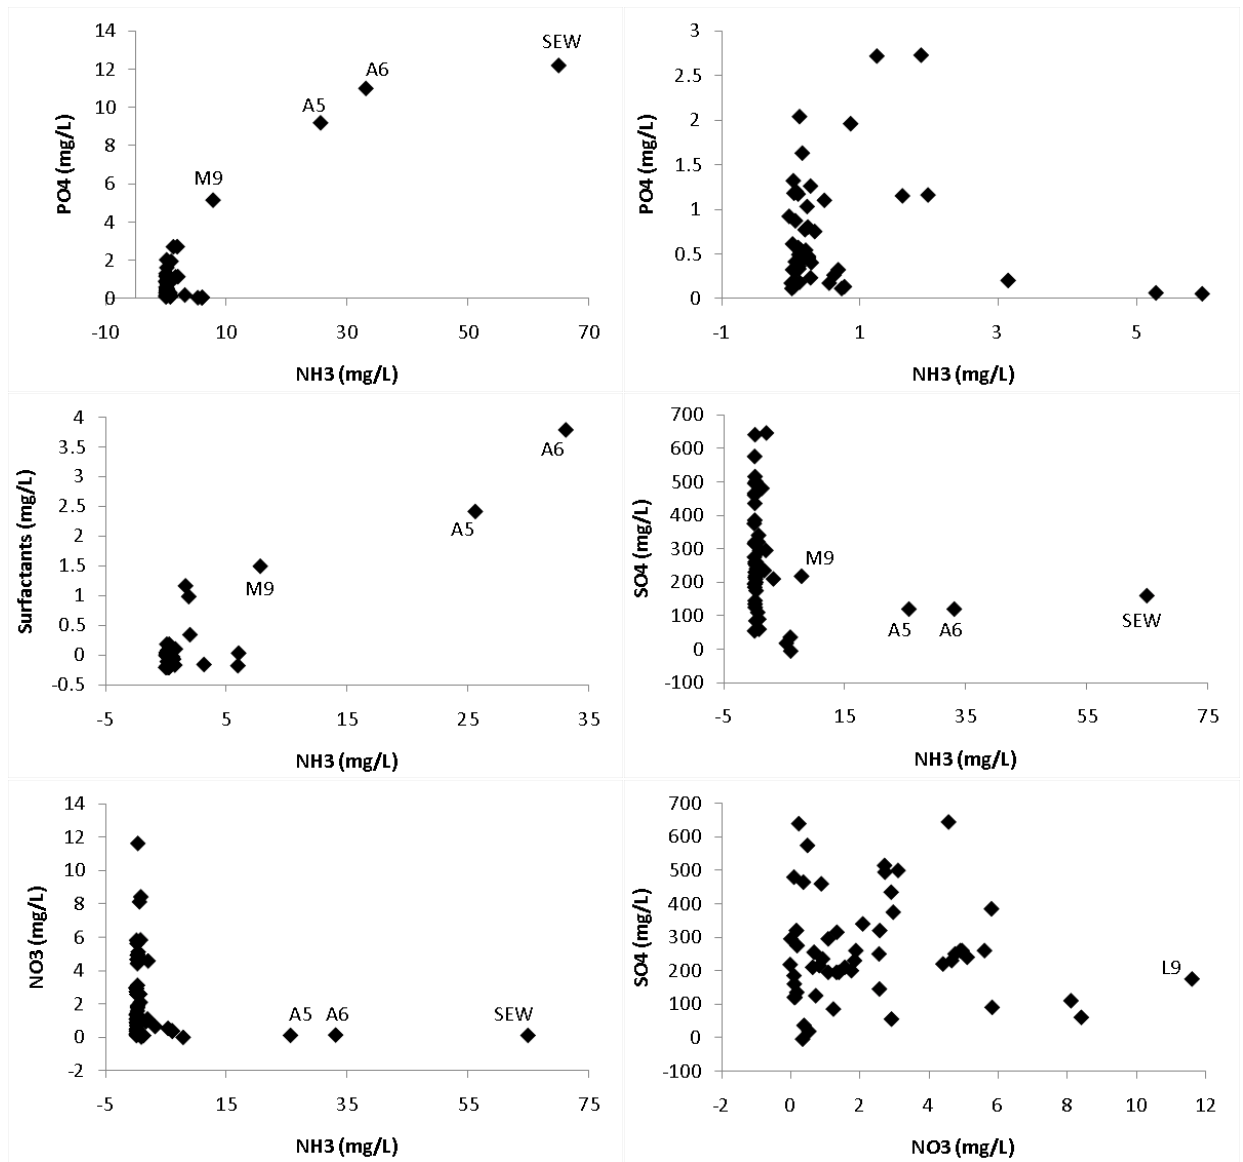 14
12
10
8
6
4
2
0
PO4 (mg/L)
SEW
A6
A5
M9
-10 10 30 50 70
NH3 (mg/L)
3
2.5
2
1.5
1
0.5
0
PO4 (mg/L)
-1 1 3 5
NH3 (mg/L)
4
3.5
3
2.5
2
1.5
1
0.5
0
-0.5
Surfactants (mg/L)
A6
A5
M9
-5 5 15 25 35
NH3 (mg/L)
700
600
500
400
300
200
100
0
-100
SO4 (mg/L)
M9
A5 A6
SEW
-5 15 35 55 75
NH3 (mg/L)
14
12
10
8
6
4
2
0
-2
NO3 (mg/L)
A5 A6 SEW
-5 15 35 55 75
NH3 (mg/L)
700
600
500
400
300
200
100
0
-100
SO4 (mg/L)
L9
-2 0 2 4 6 8 10 12
NO3 (mg/L)